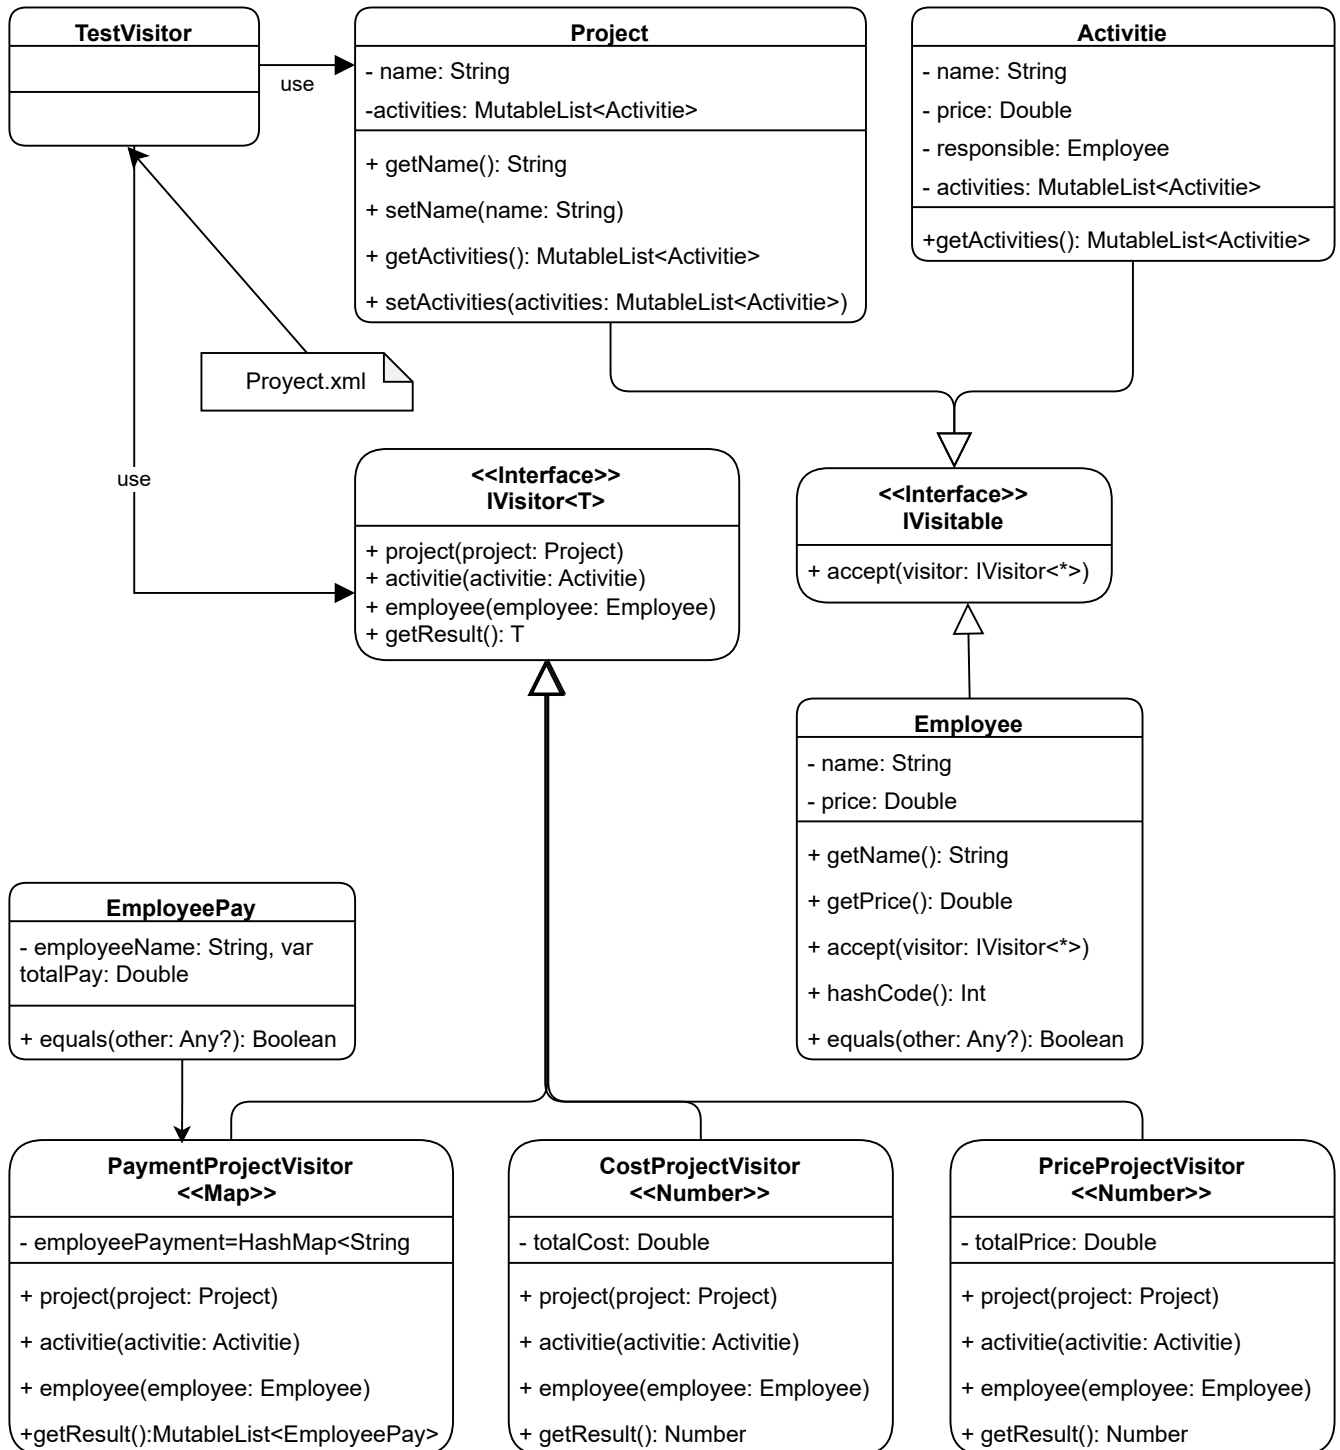 TestVisitor
use
Project
- name: String
-activities: MutableList<Activitie>
+ getName(): String
+ setName(name: String)
+ getActivities(): MutableList<Activitie>
+ setActivities(activities: MutableList<Activitie>)
Activitie
- name: String
- price: Double
- responsible: Employee
- activities: MutableList<Activitie>
+getActivities(): MutableList<Activitie>
Proyect.xml
use
<<Interface>>
IVisitor<T>
+ project(project: Project)
+ activitie(activitie: Activitie)
+ employee(employee: Employee)
+ getResult(): T
<<Interface>>
IVisitable
+ accept(visitor: IVisitor<*>)
Employee
- name: String
- price: Double
+ getName(): String
+ getPrice(): Double
+ accept(visitor: IVisitor<*>)
+ hashCode(): Int
+ equals(other: Any?): Boolean
EmployeePay
- employeeName: String, var
totalPay: Double
+ equals(other: Any?): Boolean
PaymentProjectVisitor
<<Map>>
- employeePayment=HashMap<String
+ project(project: Project)
+ activitie(activitie: Activitie)
+ employee(employee: Employee)
+getResult():MutableList<EmployeePay>
CostProjectVisitor
<<Number>>
- totalCost: Double
+ project(project: Project)
+ activitie(activitie: Activitie)
+ employee(employee: Employee)
+ getResult(): Number
PriceProjectVisitor
<<Number>>
- totalPrice: Double
+ project(project: Project)
+ activitie(activitie: Activitie)
+ employee(employee: Employee)
+ getResult(): Number